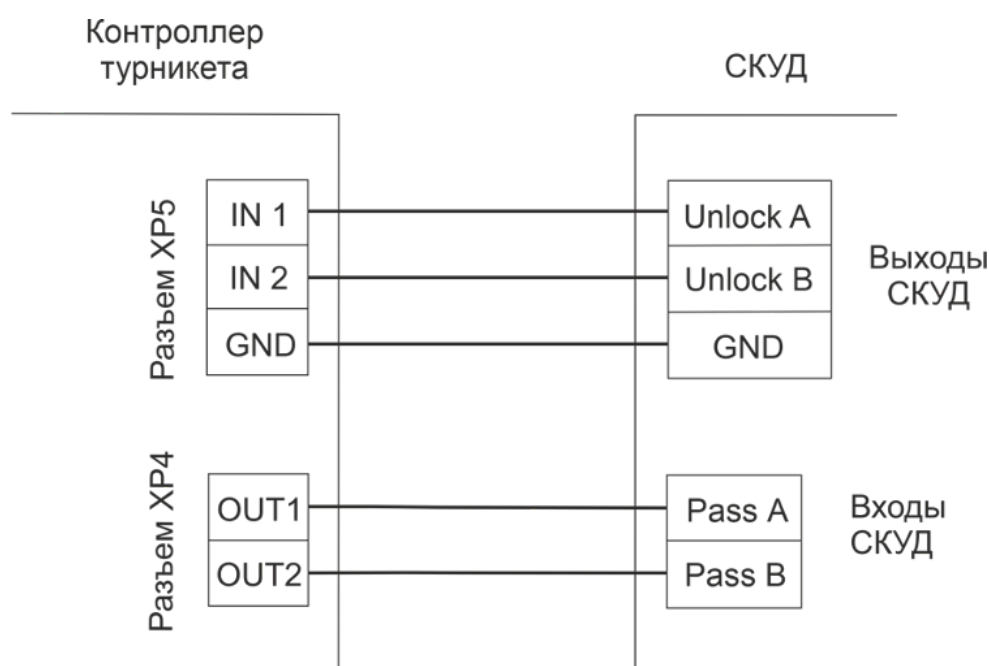 Контроллер
турникета
СКУД
Разъем XP5
IN 1
IN 2
GND
Unlock A
Unlock B
GND
Выходы
СКУД
Разъем XP4
OUT1
OUT2
Pass A
Pass B
Входы
СКУД